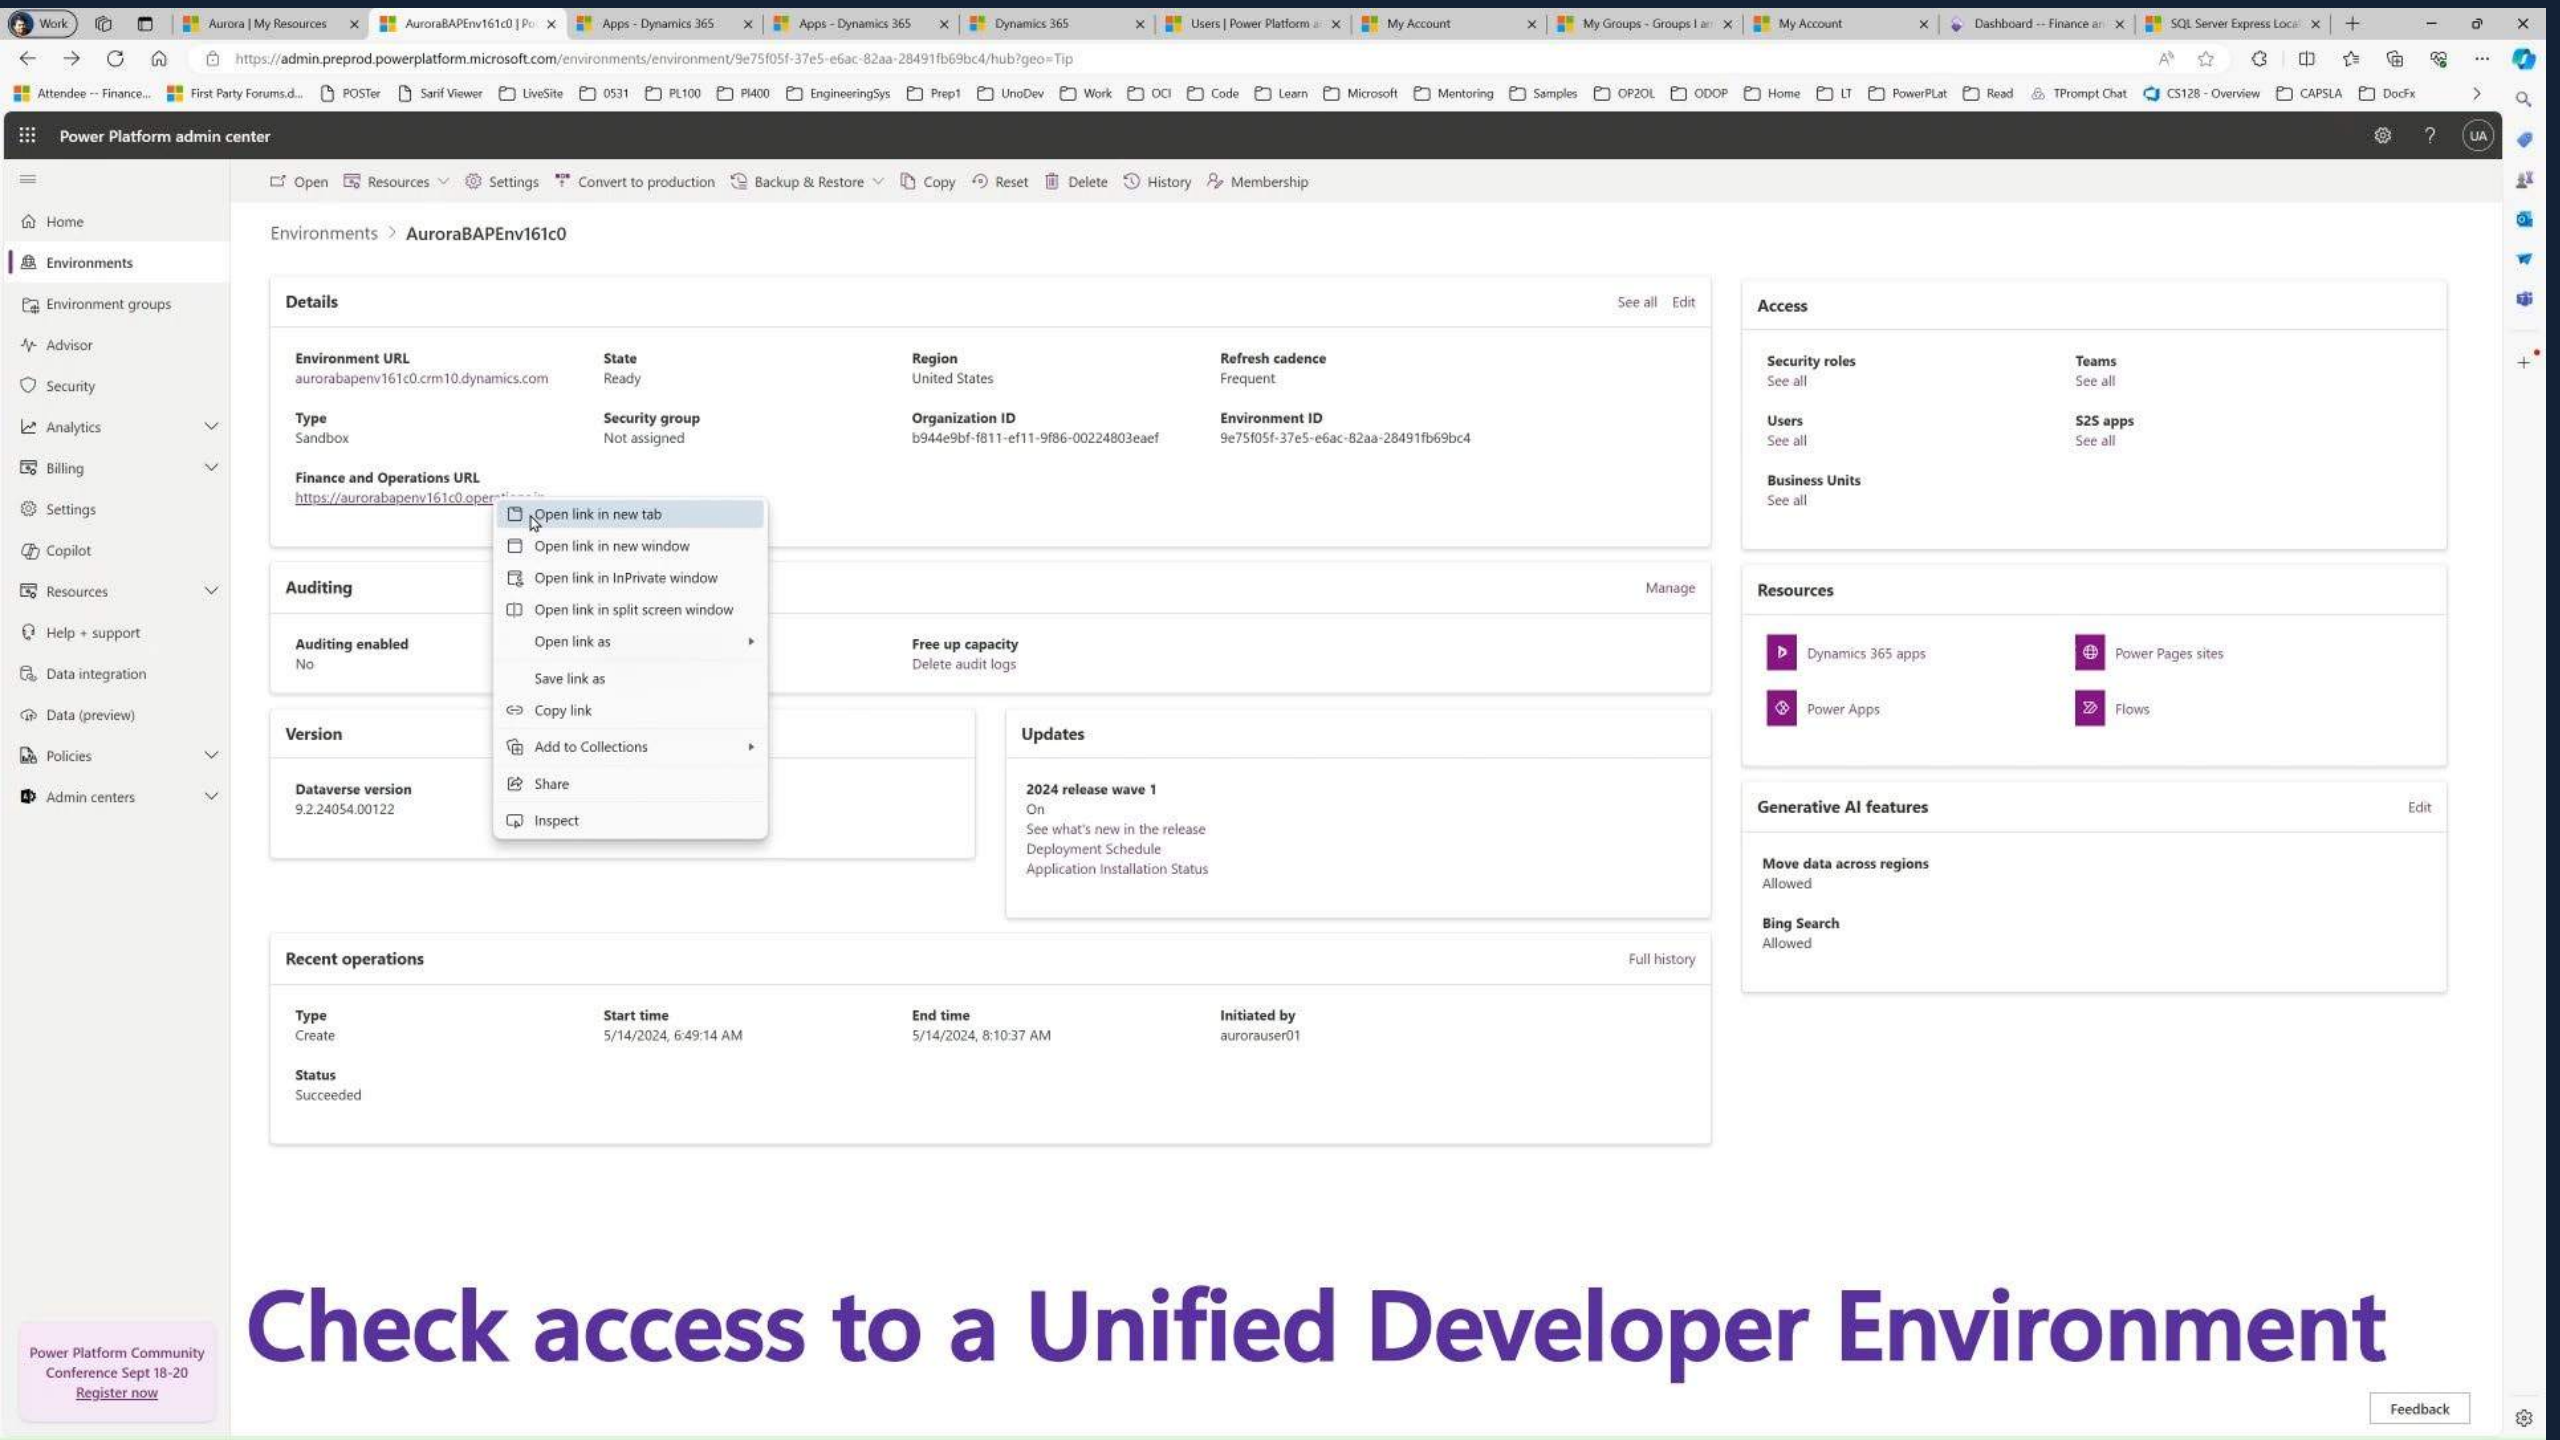 Work
Aurora | My Resources
AuroraBAPEnv161c0 | Po
Apps - Dynamics 365
Apps - Dynamics 365
Dynamics 365
Users | Power Platform a
My Account
My Groups - Groups I am
My Account
Dashboard -- Finance an
SQL Server Express Local
https://admin.preprod.powerplatform.microsoft.com/environments/environment/9e75f05f-37e5-e6ac-82aa-28491fb69bc4/hub?geo=Tip
Attendee -- Finance...
First Party Forums.d...
POSTer
Sarif Viewer
LiveSite
0531
PL100
Pl400
EngineeringSys
Prep1
UnoDev
Work
OCI
Code
Learn
Microsoft
Mentoring
Samples
OP2OL
ODOP
Home
LT
PowerPLat
Read
TPrompt Chat
CS128 - Overview
CAPSLA
DocFx
Power Platform admin center
UA
Open
Resources
Settings
Convert to production
Backup & Restore
Copy
Reset
Delete
History
Membership
Home
Environments
Environment groups
Advisor
Security
Analytics
Billing
Settings
Copilot
Resources
Help + support
Data integration
Data (preview)
Policies
Admin centers
Power Platform Community
Conference Sept 18-20
Register now
Environments > AuroraBAPEnv161c0
Details
See all
Edit
Environment URL
aurorabapenv161c0.crm10.dynamics.com
State
Ready
Region
United States
Refresh cadence
Frequent
Type
Sandbox
Security group
Not assigned
Organization ID
b944e9bf-f811-ef11-9f86-00224803eaef
Environment ID
9e75f05f-37e5-e6ac-82aa-28491fb69bc4
Finance and Operations URL
https://aurorabapenv161c0.oper
Open link in new tab
Open link in new window
Open link in InPrivate window
Open link in split screen window
Open link as
Save link as
Copy link
Add to Collections
Share
Inspect
Auditing
Manage
Auditing enabled
No
Free up capacity
Delete audit logs
Version
Dataverse version
9.2.24054.00122
Updates
2024 release wave 1
On
See what's new in the release
Deployment Schedule
Application Installation Status
Recent operations
Full history
Type
Create
Start time
5/14/2024, 6:49:14 AM
End time
5/14/2024, 8:10:37 AM
Initiated by
aurorauser01
Status
Succeeded
Access
Security roles
See all
Teams
See all
Users
See all
S2S apps
See all
Business Units
See all
Resources
Dynamics 365 apps
Power Pages sites
Power Apps
Flows
Generative AI features
Edit
Move data across regions
Allowed
Bing Search
Allowed
Check access to a Unified Developer Environment
Feedback